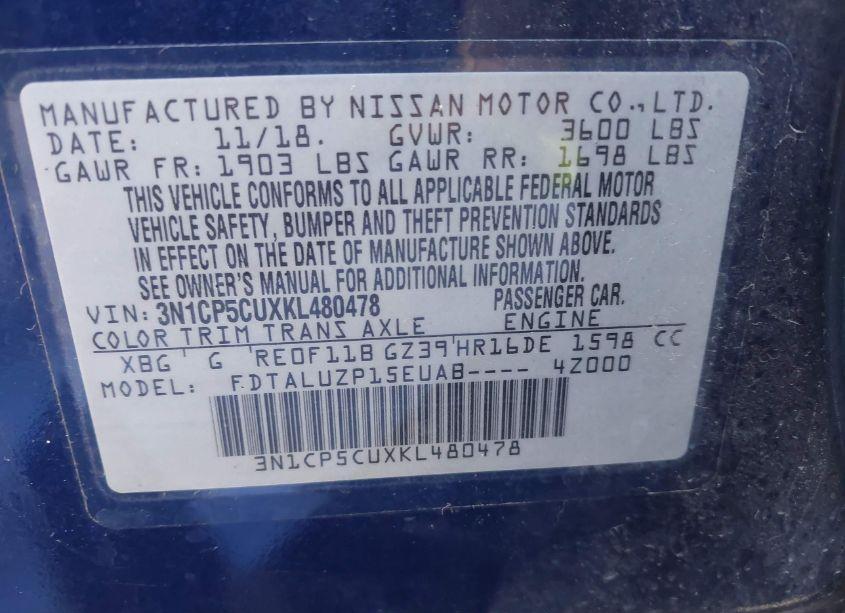 MANUFACTURED BY NISSAN MOTOR CO., LTD.
DATE: 11/18. GVWR: 3600 LBS
GAWR FR: 1903 LBS GAWR RR: 1698 LBS
THIS VEHICLE CONFORMS TO ALL APPLICABLE FEDERAL MOTOR
VEHICLE SAFETY, BUMPER AND THEFT PREVENTION STANDARDS
IN EFFECT ON THE DATE OF MANUFACTURE SHOWN ABOVE.
SEE OWNER'S MANUAL FOR ADDITIONAL INFORMATION.
VIN: 3N1CP5CUXKL480478 PASSENGER CAR.
COLOR TRIM TRANS AXLE ENGINE
XBG G RE0F11B GZ39 HR16DE 1598 CC
MODEL: FDTALUZP15EUAB---- 4Z000
3N1CP5CUXKL480478